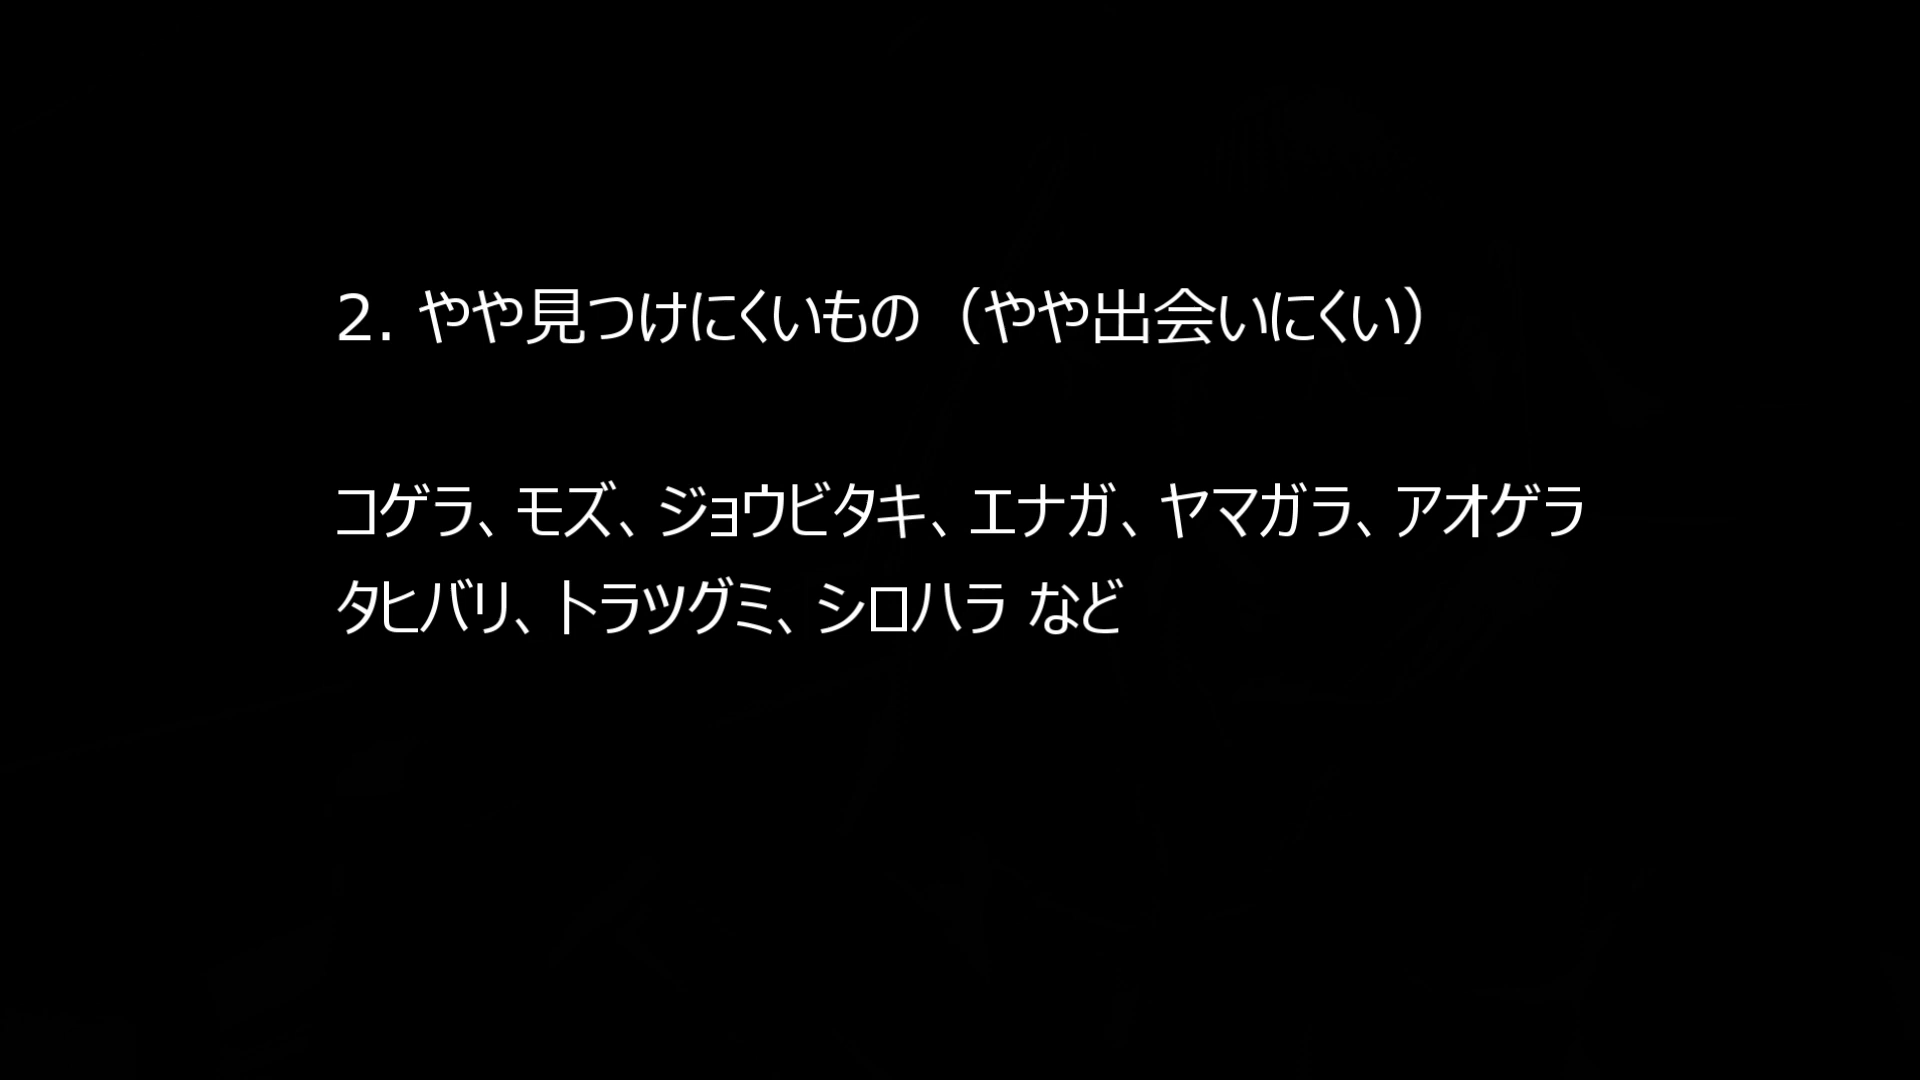 2. やや見つけにくいもの（やや出会いにくい）
コゲラ、モズ、ジョウビタキ、エナガ、ヤマガラ、アオゲラ
タヒバリ、トラツグミ、シロハラ など